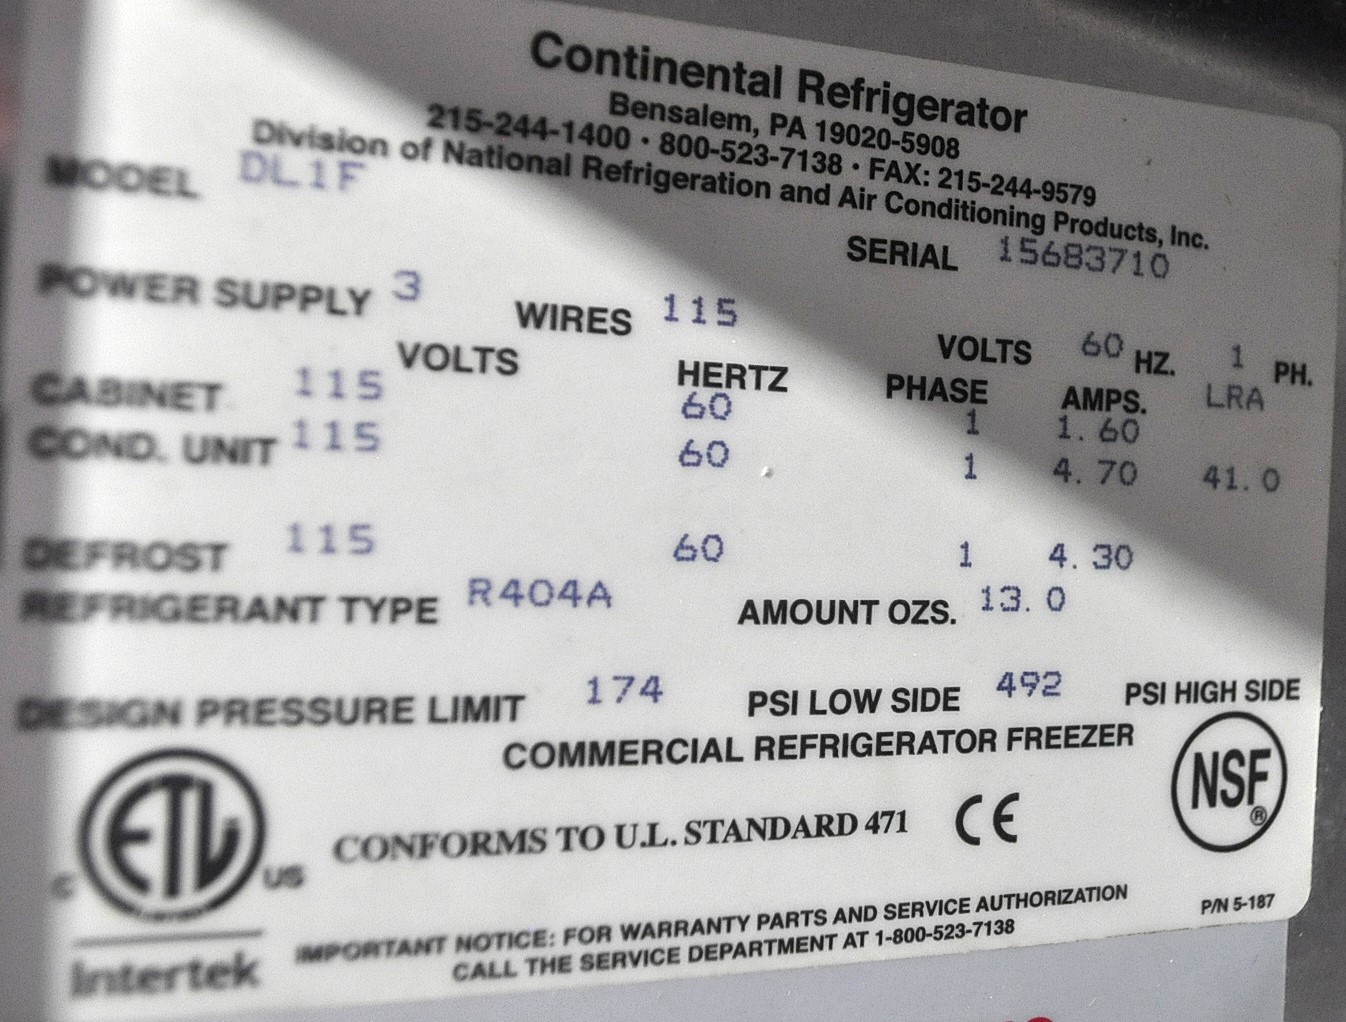 Continental Refrigerator
Bensalem, PA 19020-5908
215-244-1400 · 800-523-7138 · FAX: 215-244-9579
Division of National Refrigeration and Air Conditioning Products, Inc.
MODEL DL1F SERIAL 15683710
POWER SUPPLY 3 WIRES 115 VOLTS 60 HZ. 1 PH.
VOLTS HERTZ PHASE AMPS. LRA
CABINET 115 60 1 1.60
COND. UNIT 115 60 1 4.70 41.0
DEFROST 115 60 1 4.30
REFRIGERANT TYPE R404A AMOUNT OZS. 13.0
DESIGN PRESSURE LIMIT 174 PSI LOW SIDE 492 PSI HIGH SIDE
COMMERCIAL REFRIGERATOR FREEZER
NSF®
C ETL US
CONFORMS TO U.L. STANDARD 471 CE
Intertek
IMPORTANT NOTICE: FOR WARRANTY PARTS AND SERVICE AUTHORIZATION
CALL THE SERVICE DEPARTMENT AT 1-800-523-7138
P/N 5-187